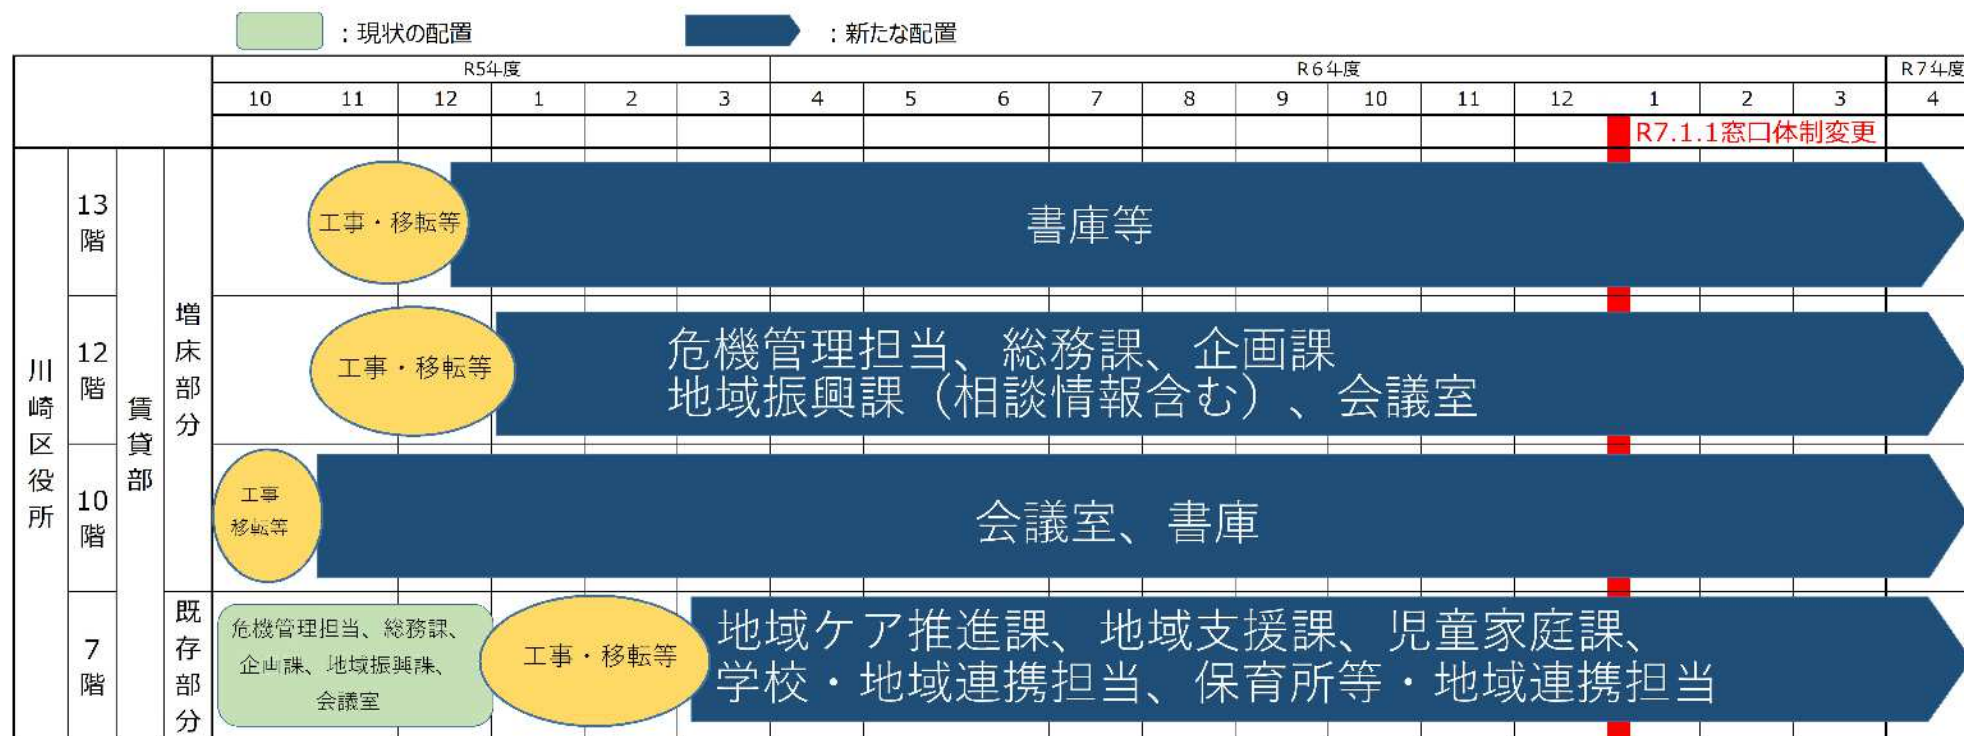 ：現状の配置
：新たな配置
R5年度
R6年度
R7年度
10 11 12 1 2 3 4 5 6 7 8 9 10 11 12 1 2 3 4
R7.1.1窓口体制変更
川崎区役所
賃貸部
増床部分
13階
工事・移転等
書庫等
12階
工事・移転等
危機管理担当、総務課、企画課
地域振興課（相談情報含む）、会議室
10階
工事
移転等
会議室、書庫
既存部分
7階
危機管理担当、総務課、
企画課、地域振興課、
会議室
工事・移転等
地域ケア推進課、地域支援課、児童家庭課、
学校・地域連携担当、保育所等・地域連携担当